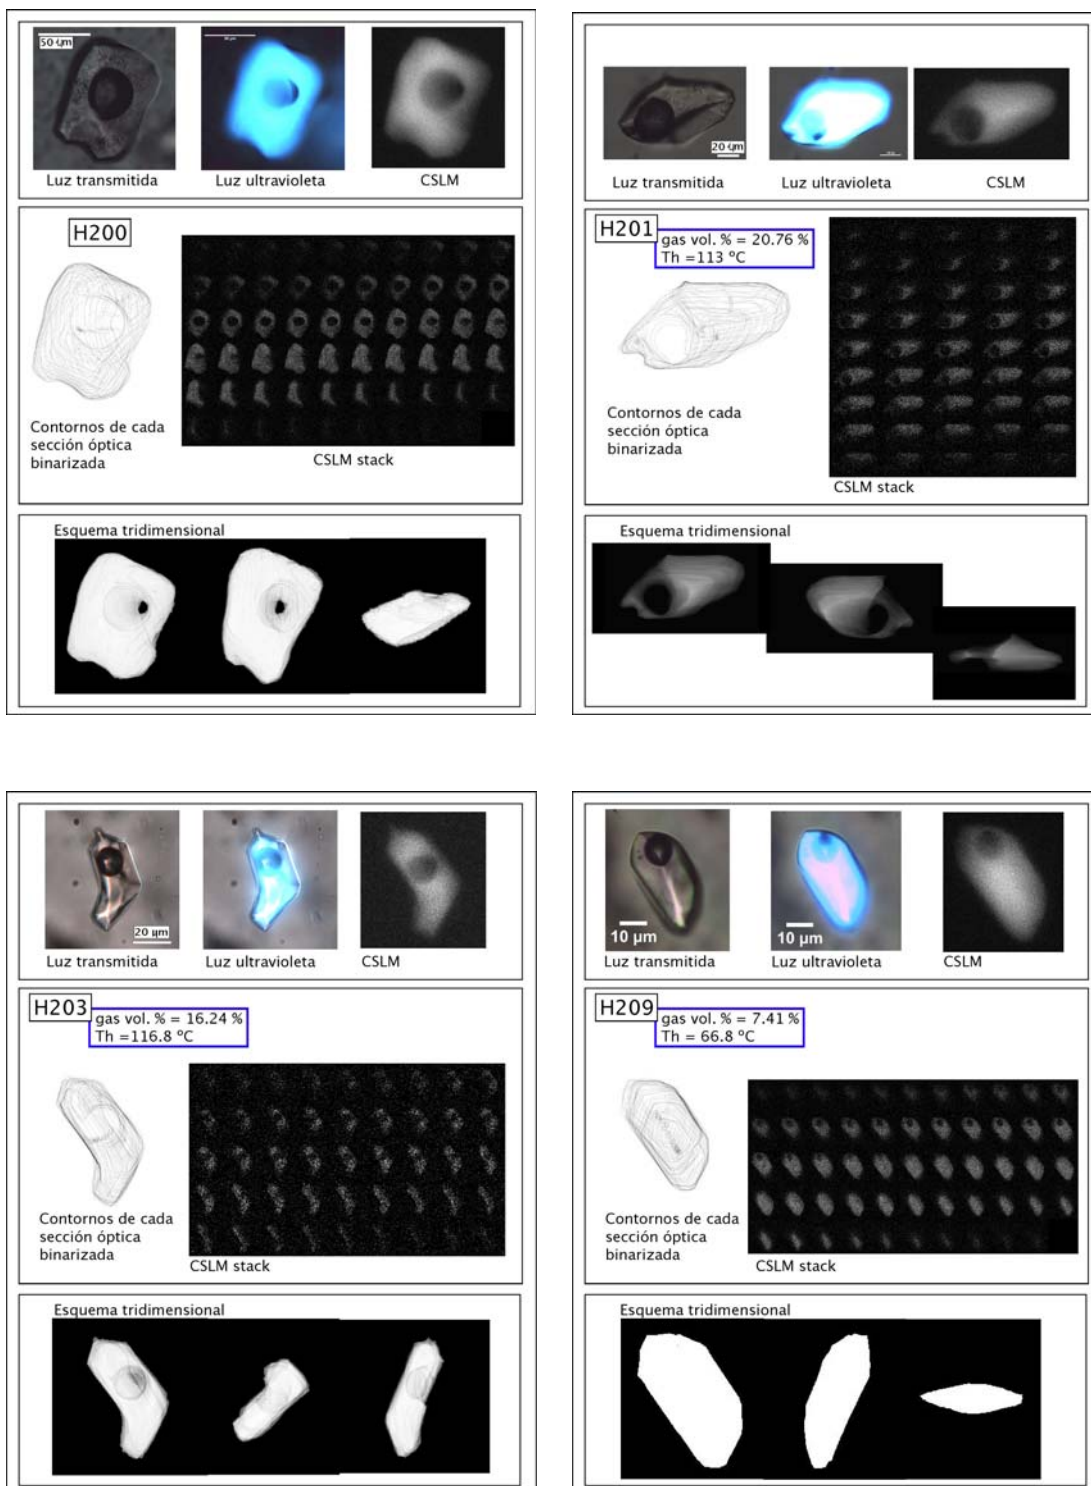 50 µm
Luz transmitida
Luz ultravioleta
CSLM
H200
Contornos de cada
sección óptica
binarizada
CSLM stack
Esquema tridimensional
20 µm
Luz transmitida
Luz ultravioleta
CSLM
H201
gas vol. % = 20.76 %
Th =113 ºC
Contornos de cada
sección óptica
binarizada
CSLM stack
Esquema tridimensional
20 µm
Luz transmitida
Luz ultravioleta
CSLM
H203
gas vol. % = 16.24 %
Th =116.8 ºC
Contornos de cada
sección óptica
binarizada
CSLM stack
Esquema tridimensional
10 µm
10 µm
Luz transmitida
Luz ultravioleta
CSLM
H209
gas vol. % = 7.41 %
Th = 66.8 ºC
Contornos de cada
sección óptica
binarizada
CSLM stack
Esquema tridimensional